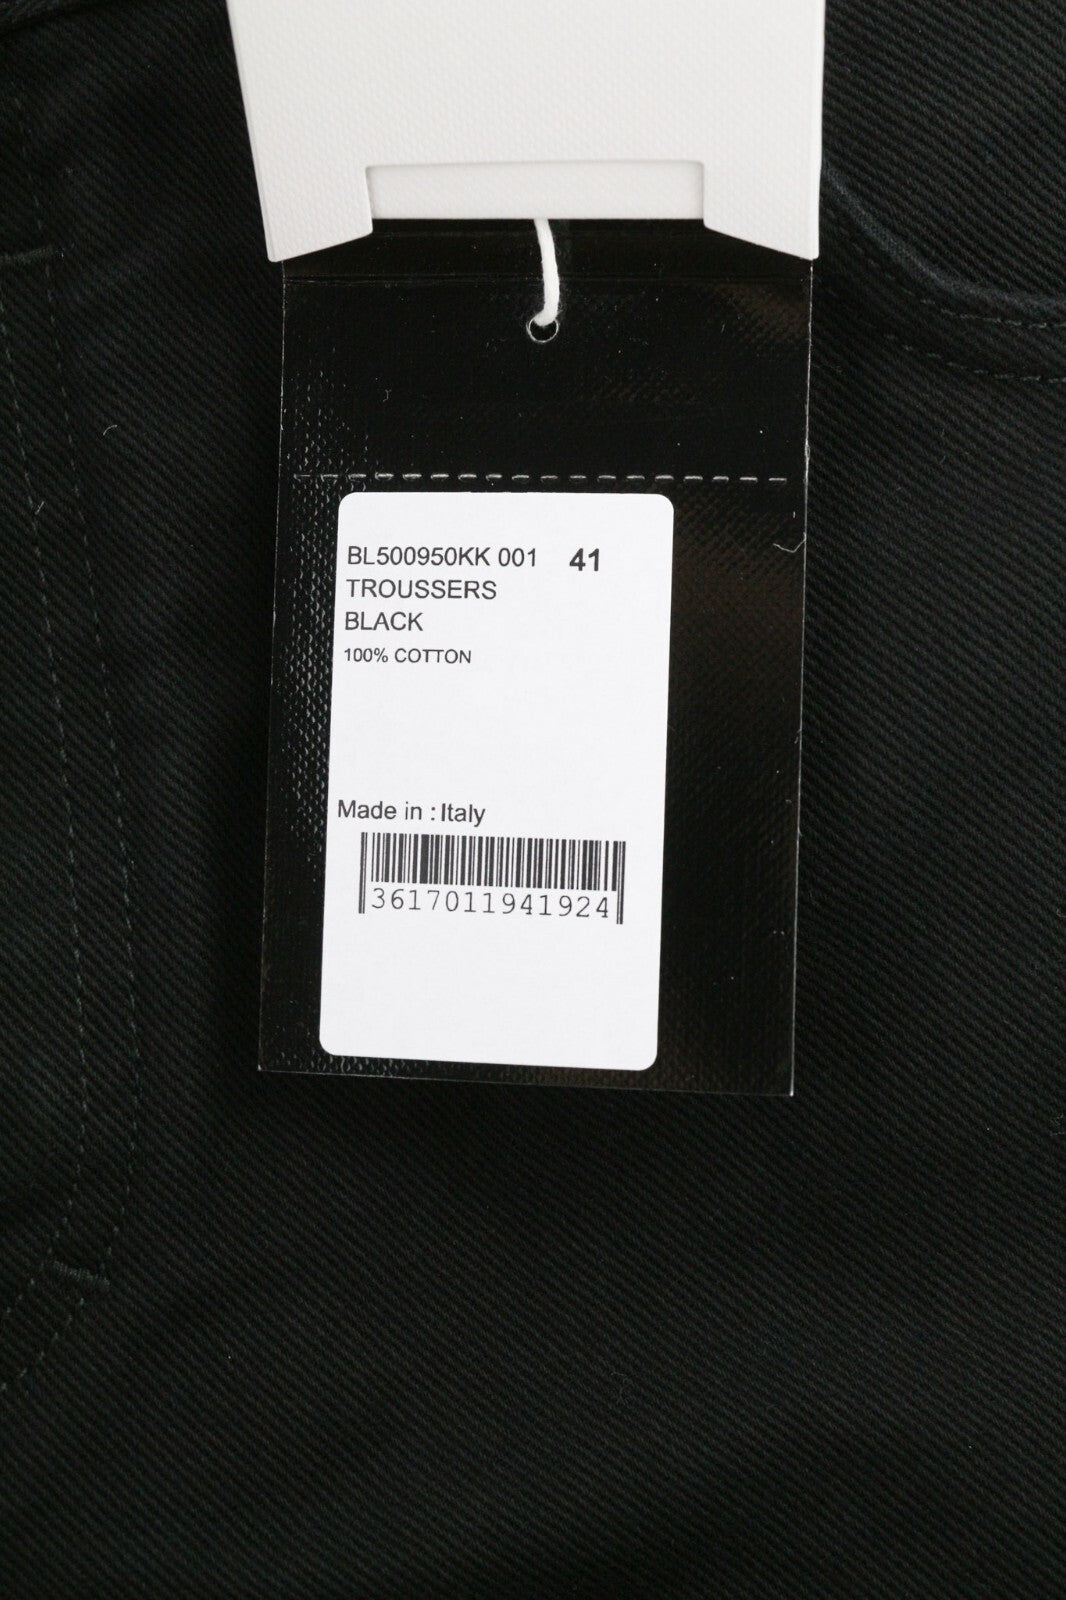 BL500950KK 001 41
TROUSSERS
BLACK
100% COTTON
Made in : Italy
3617011941924